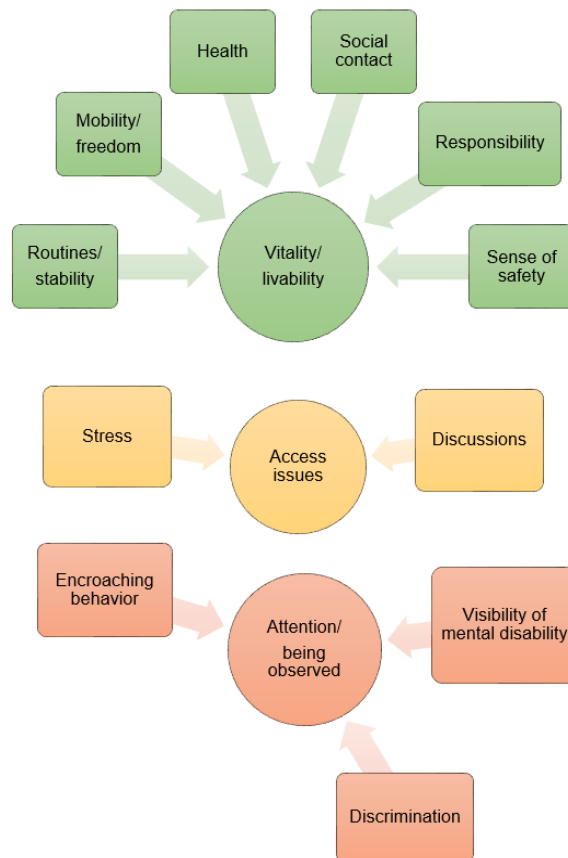 Health
Social
contact
Mobility/
freedom
Responsibility
Routines/
stability
Vitality/
livability
Sense of
safety
Stress
Access
issues
Discussions
Encroaching
behavior
Attention/
being
observed
Visibility of
mental disability
Discrimination